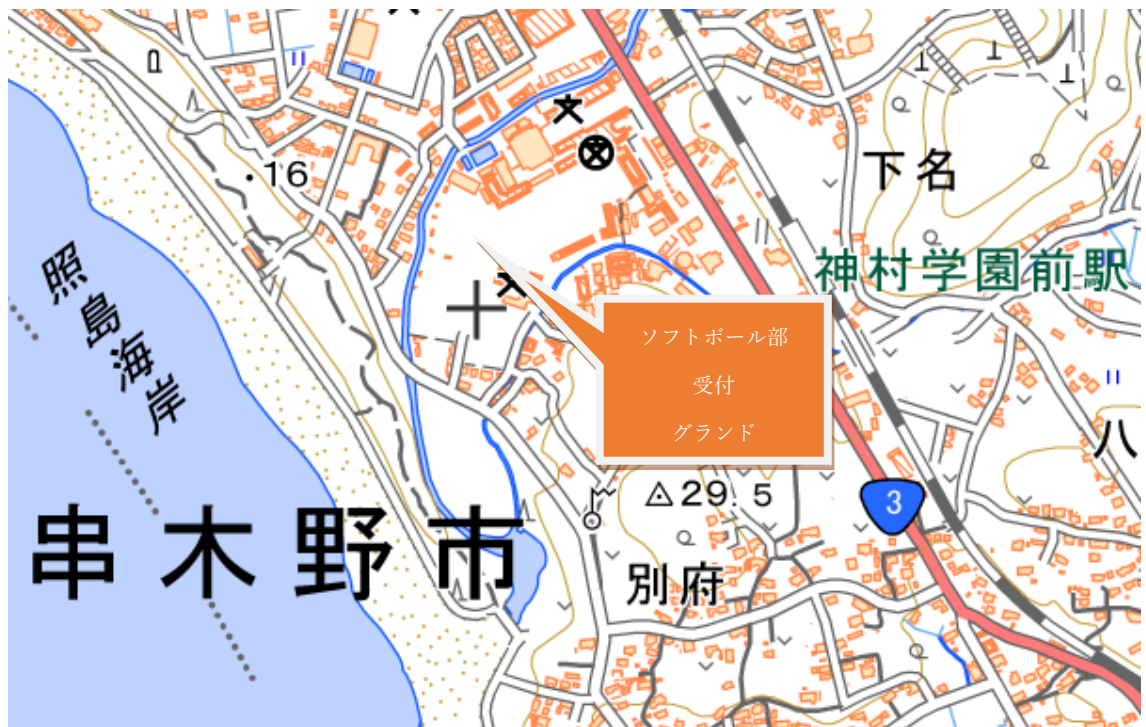 ・16
下名
神村学園前駅
照島海岸
ソフトボール部
受付
グランド
八
29.5
3
串木野市
別府